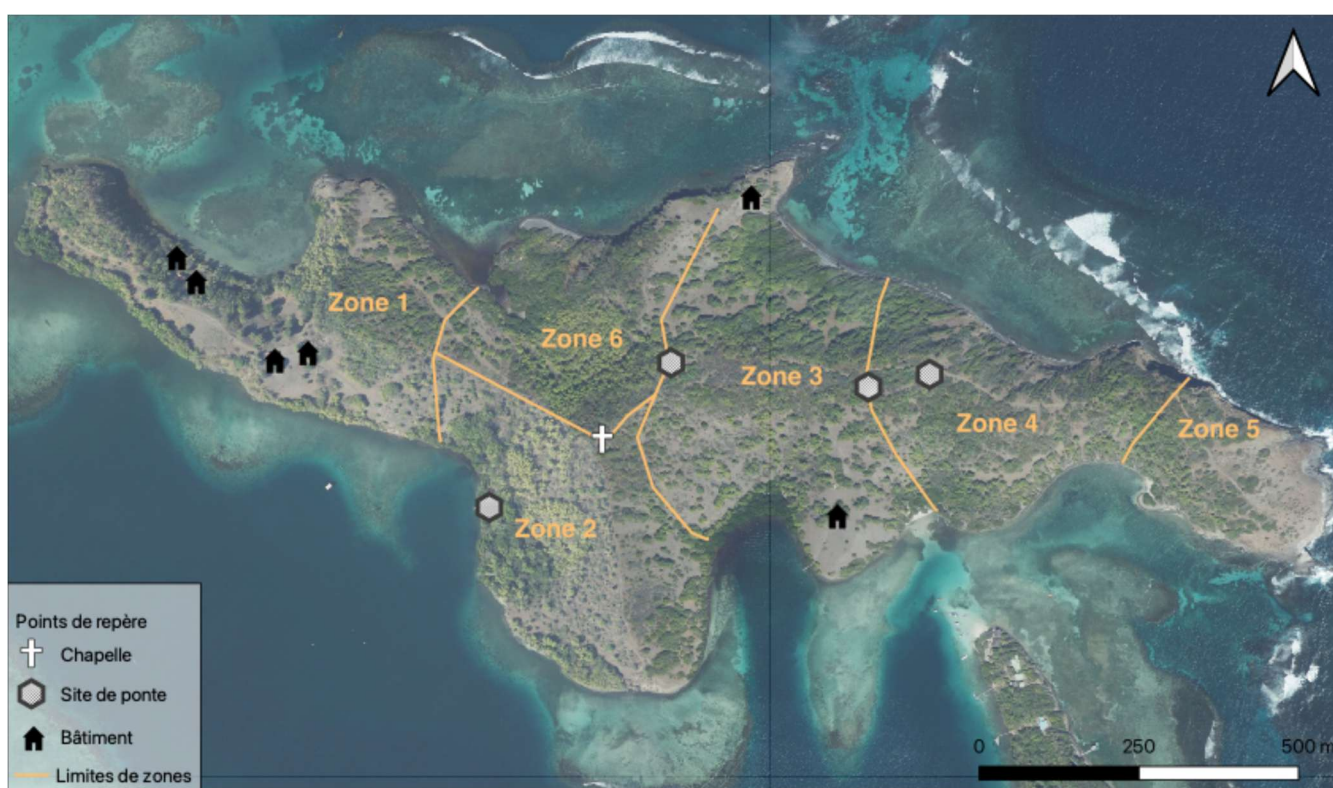 Zone 1
Zone 6
Zone 3
Zone 4
Zone 5
Zone 2
Points de repère
Chapelle
Site de ponte
Bâtiment
Limites de zones
0 250 500 m